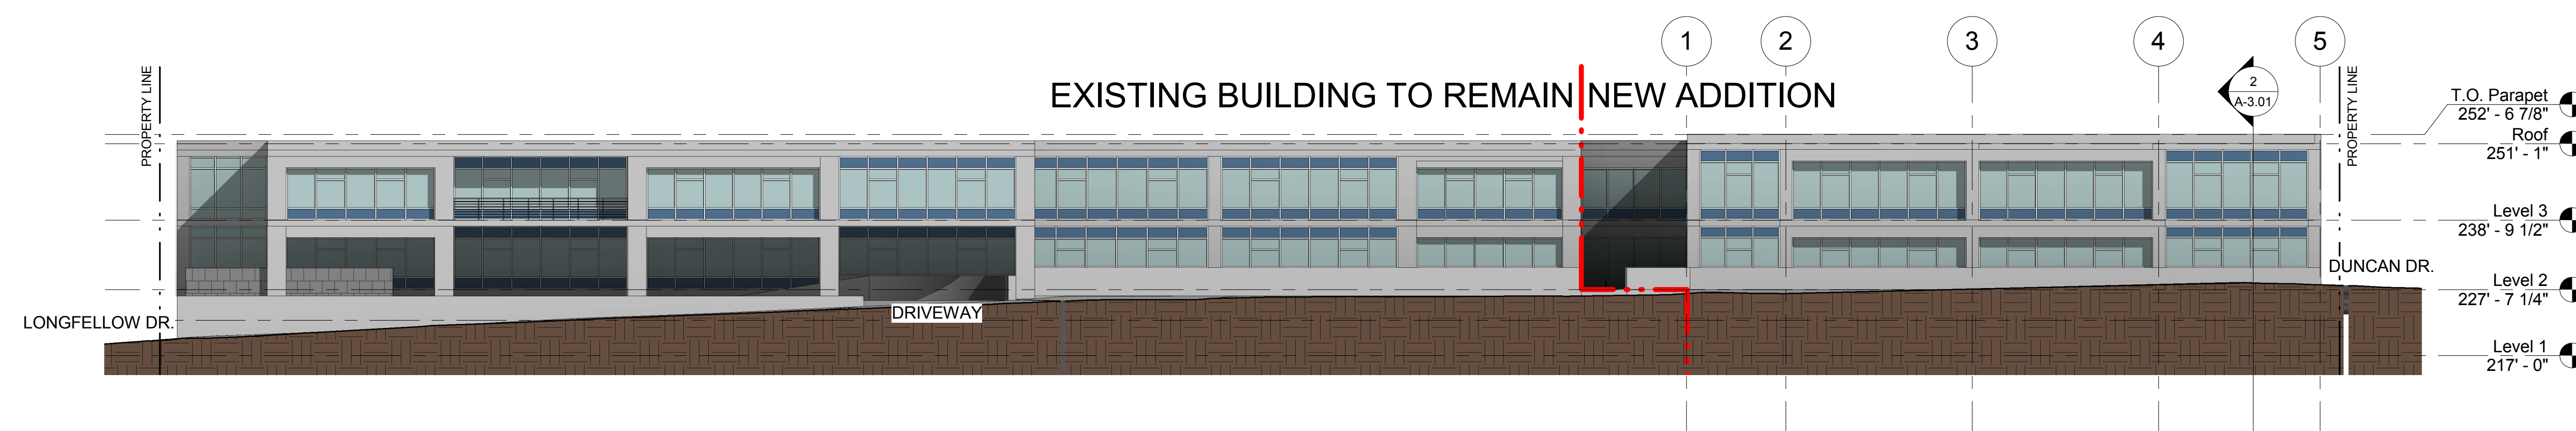 1 2 3 4 5
PROPERTY LINE
EXISTING BUILDING TO REMAIN NEW ADDITION
2
A-3.01
PROPERTY LINE
T.O. Parapet
252' - 6 7/8"
Roof
251' - 1"
Level 3
238' - 9 1/2"
DUNCAN DR.
Level 2
227' - 7 1/4"
LONGFELLOW DR.
DRIVEWAY
Level 1
217' - 0"